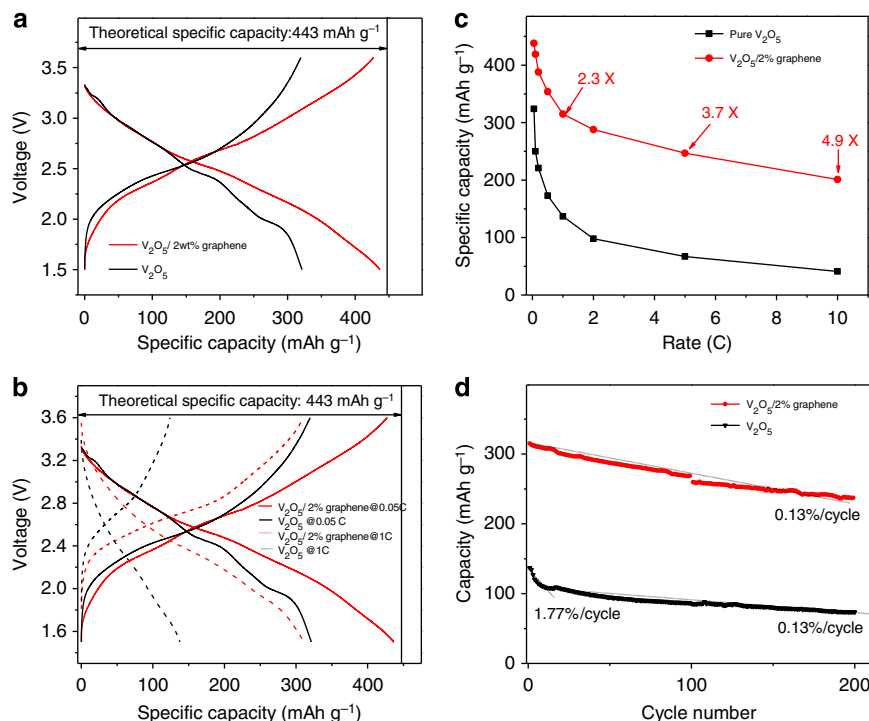 a
Theoretical specific capacity:443 mAh g⁻¹
3.6
3.0
2.5
2.0
1.5
Voltage (V)
V₂O₅/ 2wt% graphene
V₂O₅
0
100
200
300
400
Specific capacity (mAh g⁻¹)
c
Pure V₂O₅
V₂O₅/2% graphene
400
300
200
100
0
Specific capacity (mAh g⁻¹)
2.3 X
3.7 X
4.9 X
0
2
4
6
8
10
Rate (C)
b
Theoretical specific capacity: 443 mAh g⁻¹
3.6
3.0
2.4
2.0
1.6
Voltage (V)
V₂O₅/ 2% graphene@0.05C
V₂O₅ @0.05 C
V₂O₅/ 2% graphene@1C
V₂O₅ @1C
0
100
200
300
400
Specific capacity (mAh g⁻¹)
d
V₂O₅/2% graphene
V₂O₅
400
300
200
100
0
Capacity (mAh g⁻¹)
0.13%/cycle
1.77%/cycle
0.13%/cycle
0
100
200
Cycle number